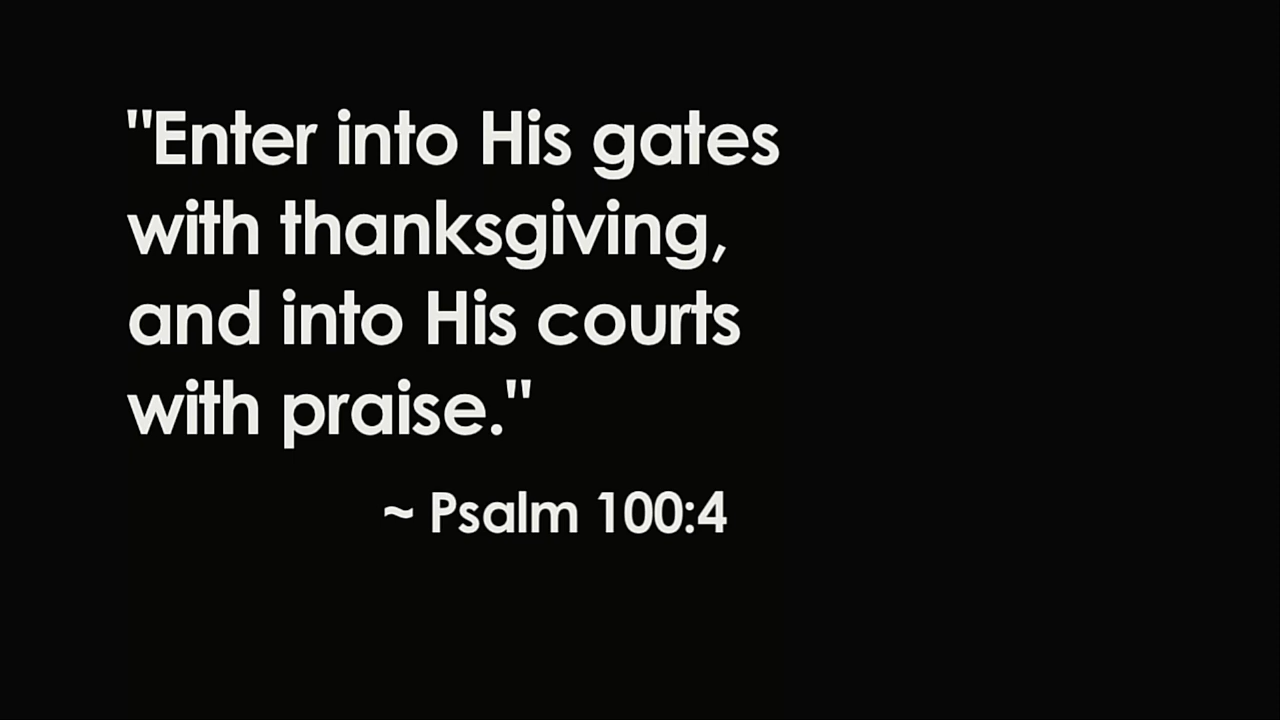 "Enter into His gates
with thanksgiving,
and into His courts
with praise."
~ Psalm 100:4